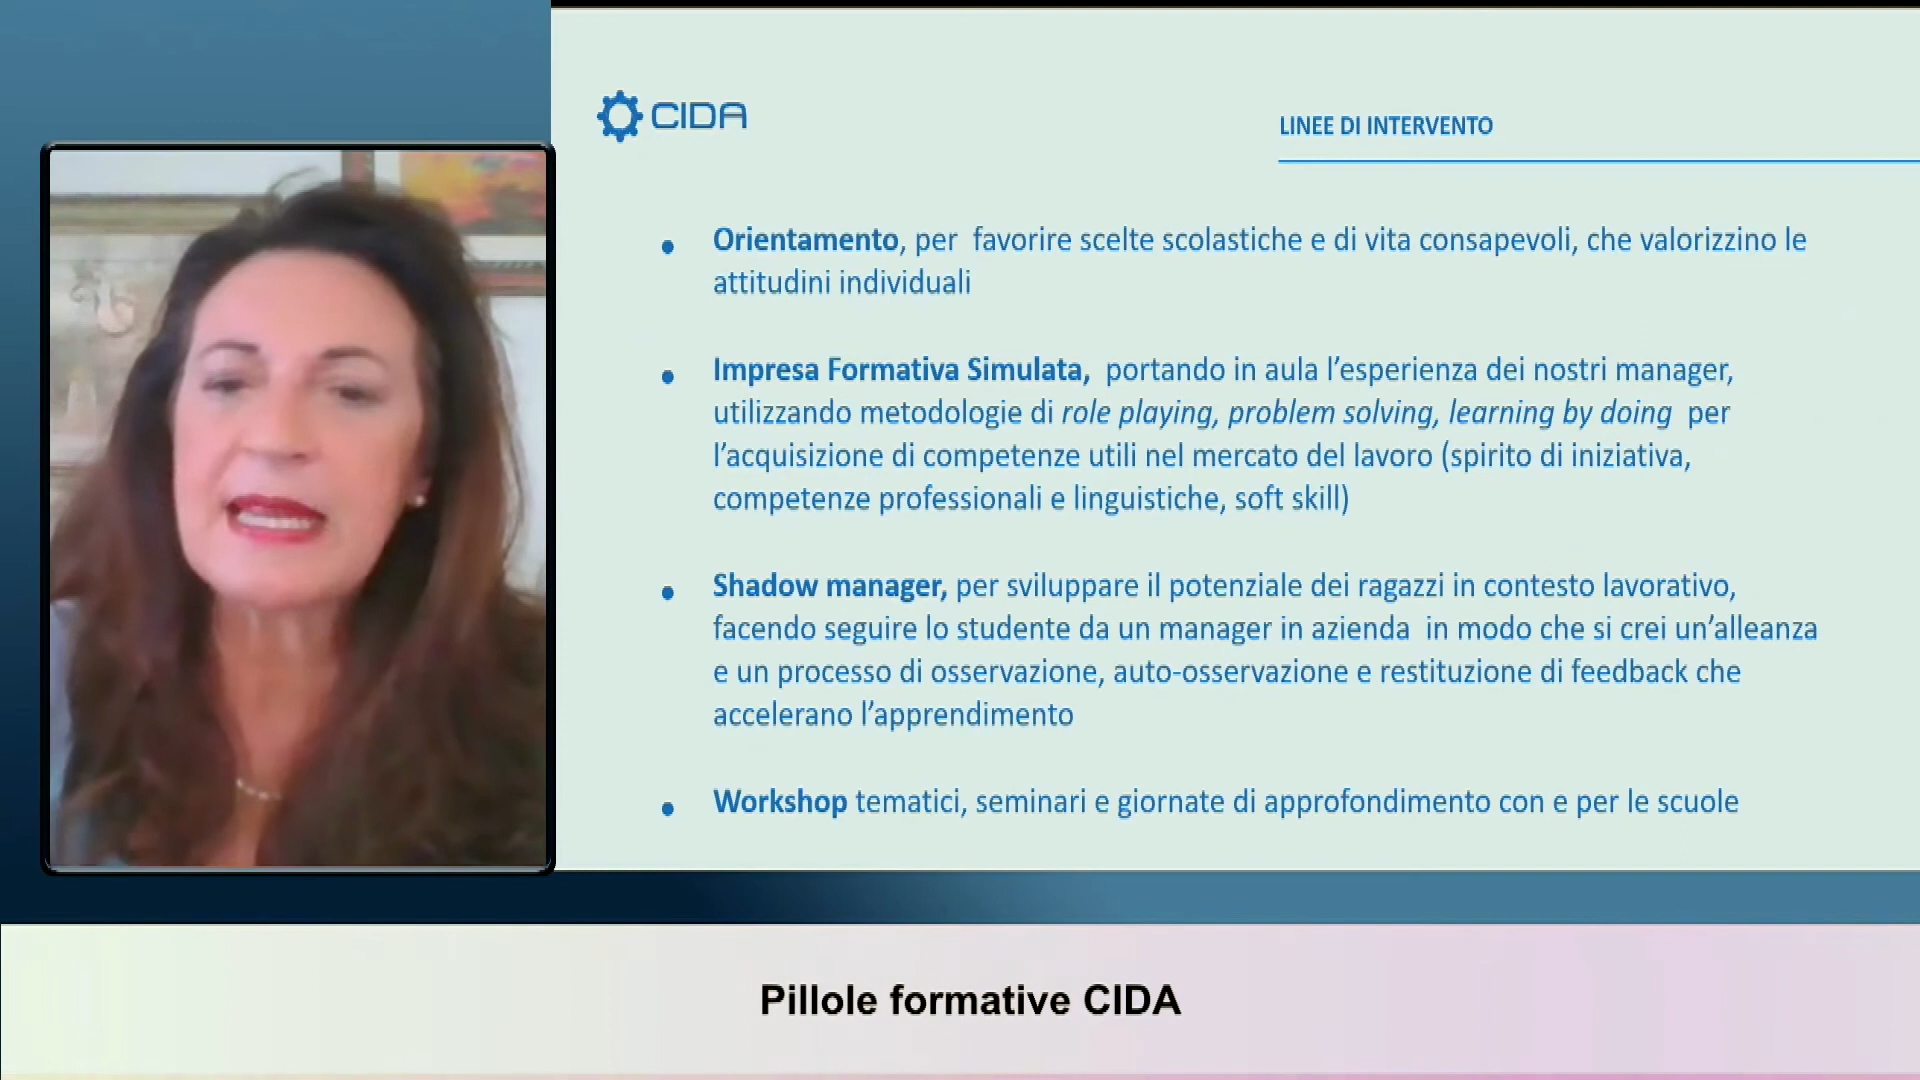 CIDA
LINEE DI INTERVENTO
• Orientamento, per favorire scelte scolastiche e di vita consapevoli, che valorizzino le
attitudini individuali
• Impresa Formativa Simulata, portando in aula l’esperienza dei nostri manager,
utilizzando metodologie di role playing, problem solving, learning by doing per
l’acquisizione di competenze utili nel mercato del lavoro (spirito di iniziativa,
competenze professionali e linguistiche, soft skill)
• Shadow manager, per sviluppare il potenziale dei ragazzi in contesto lavorativo,
facendo seguire lo studente da un manager in azienda in modo che si crei un’alleanza
e un processo di osservazione, auto-osservazione e restituzione di feedback che
accelerano l’apprendimento
• Workshop tematici, seminari e giornate di approfondimento con e per le scuole
Pillole formative CIDA